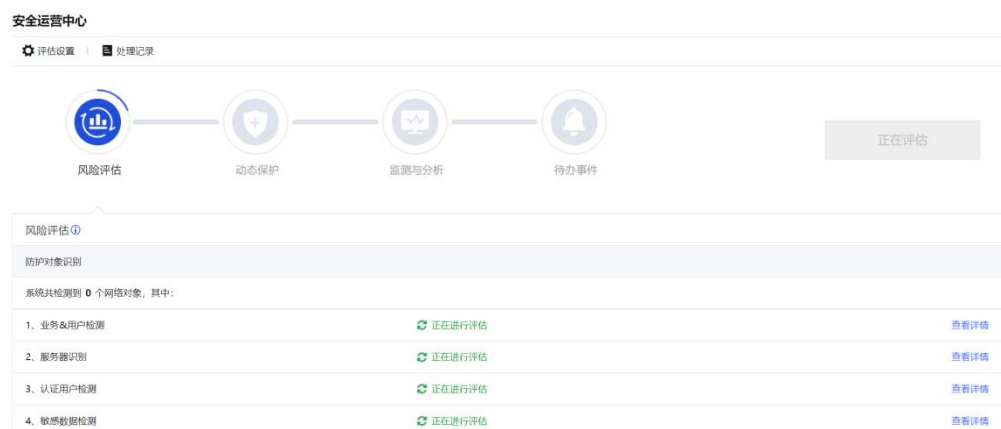 安全运营中心
评估设置 处理记录
正在评估
风险评估 动态保护 监测与分析 待办事件
风险评估
防护对象识别
系统共检测到 0 个网络对象，其中：
1、业务&用户检测 正在进行评估 查看详情
2、服务器识别 正在进行评估 查看详情
3、认证用户检测 正在进行评估 查看详情
4、敏感数据检测 正在进行评估 查看详情